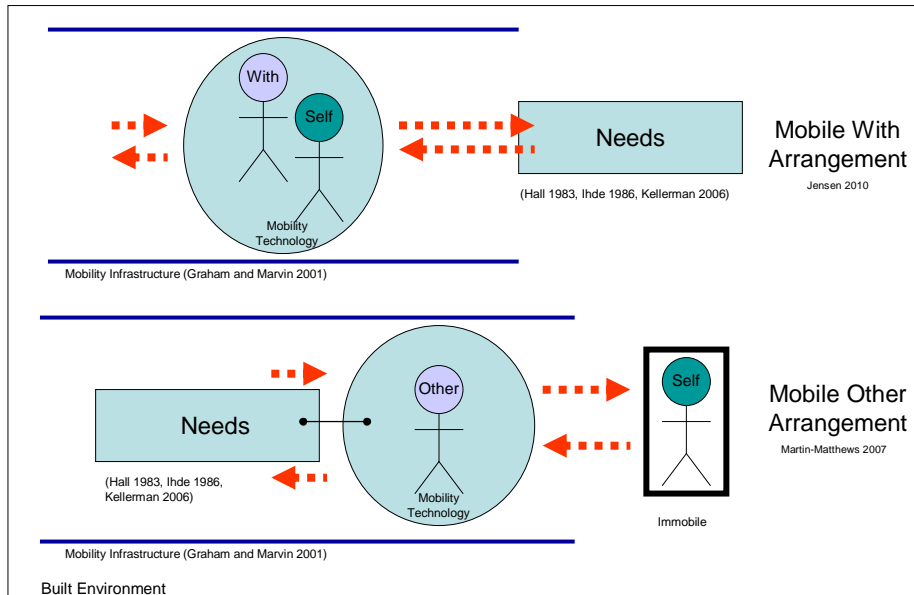 With
Self
Mobility
Technology
Needs
(Hall 1983, Ihde 1986, Kellerman 2006)
Mobile With
Arrangement
Jensen 2010
Mobility Infrastructure (Graham and Marvin 2001)
Needs
(Hall 1983, Ihde 1986,
Kellerman 2006)
Other
Mobility
Technology
Self
Immobile
Mobile Other
Arrangement
Martin-Matthews 2007
Mobility Infrastructure (Graham and Marvin 2001)
Built Environment